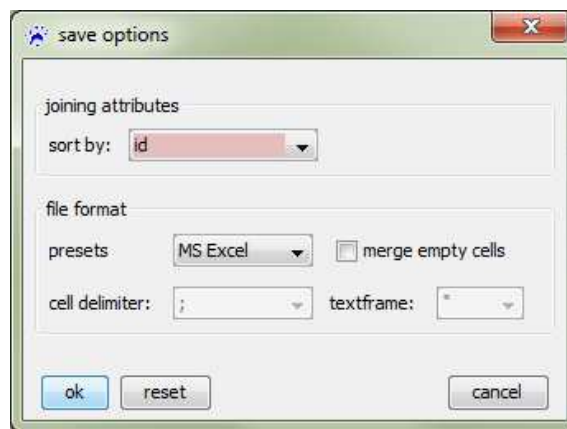 save options
joining attributes
sort by: id
file format
presets MS Excel merge empty cells
cell delimiter: ; textframe: "
ok reset cancel